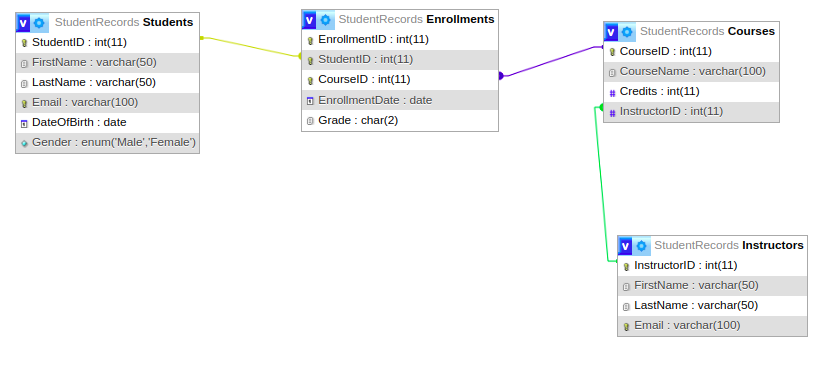 StudentRecords Students
StudentID : int(11)
FirstName : varchar(50)
LastName : varchar(50)
Email : varchar(100)
DateOfBirth : date
Gender : enum('Male','Female')
StudentRecords Enrollments
EnrollmentID : int(11)
StudentID : int(11)
CourseID : int(11)
EnrollmentDate : date
Grade : char(2)
StudentRecords Courses
CourseID : int(11)
CourseName : varchar(100)
# Credits : int(11)
# InstructorID : int(11)
StudentRecords Instructors
InstructorID : int(11)
FirstName : varchar(50)
LastName : varchar(50)
Email : varchar(100)